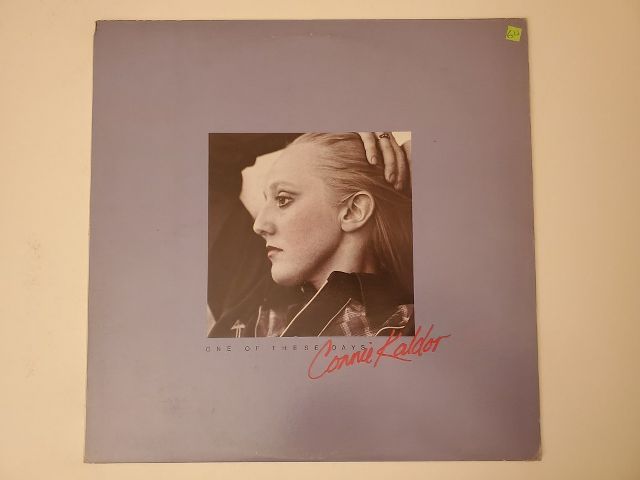 ONE OF THESE DAYS
Connie Kaldor